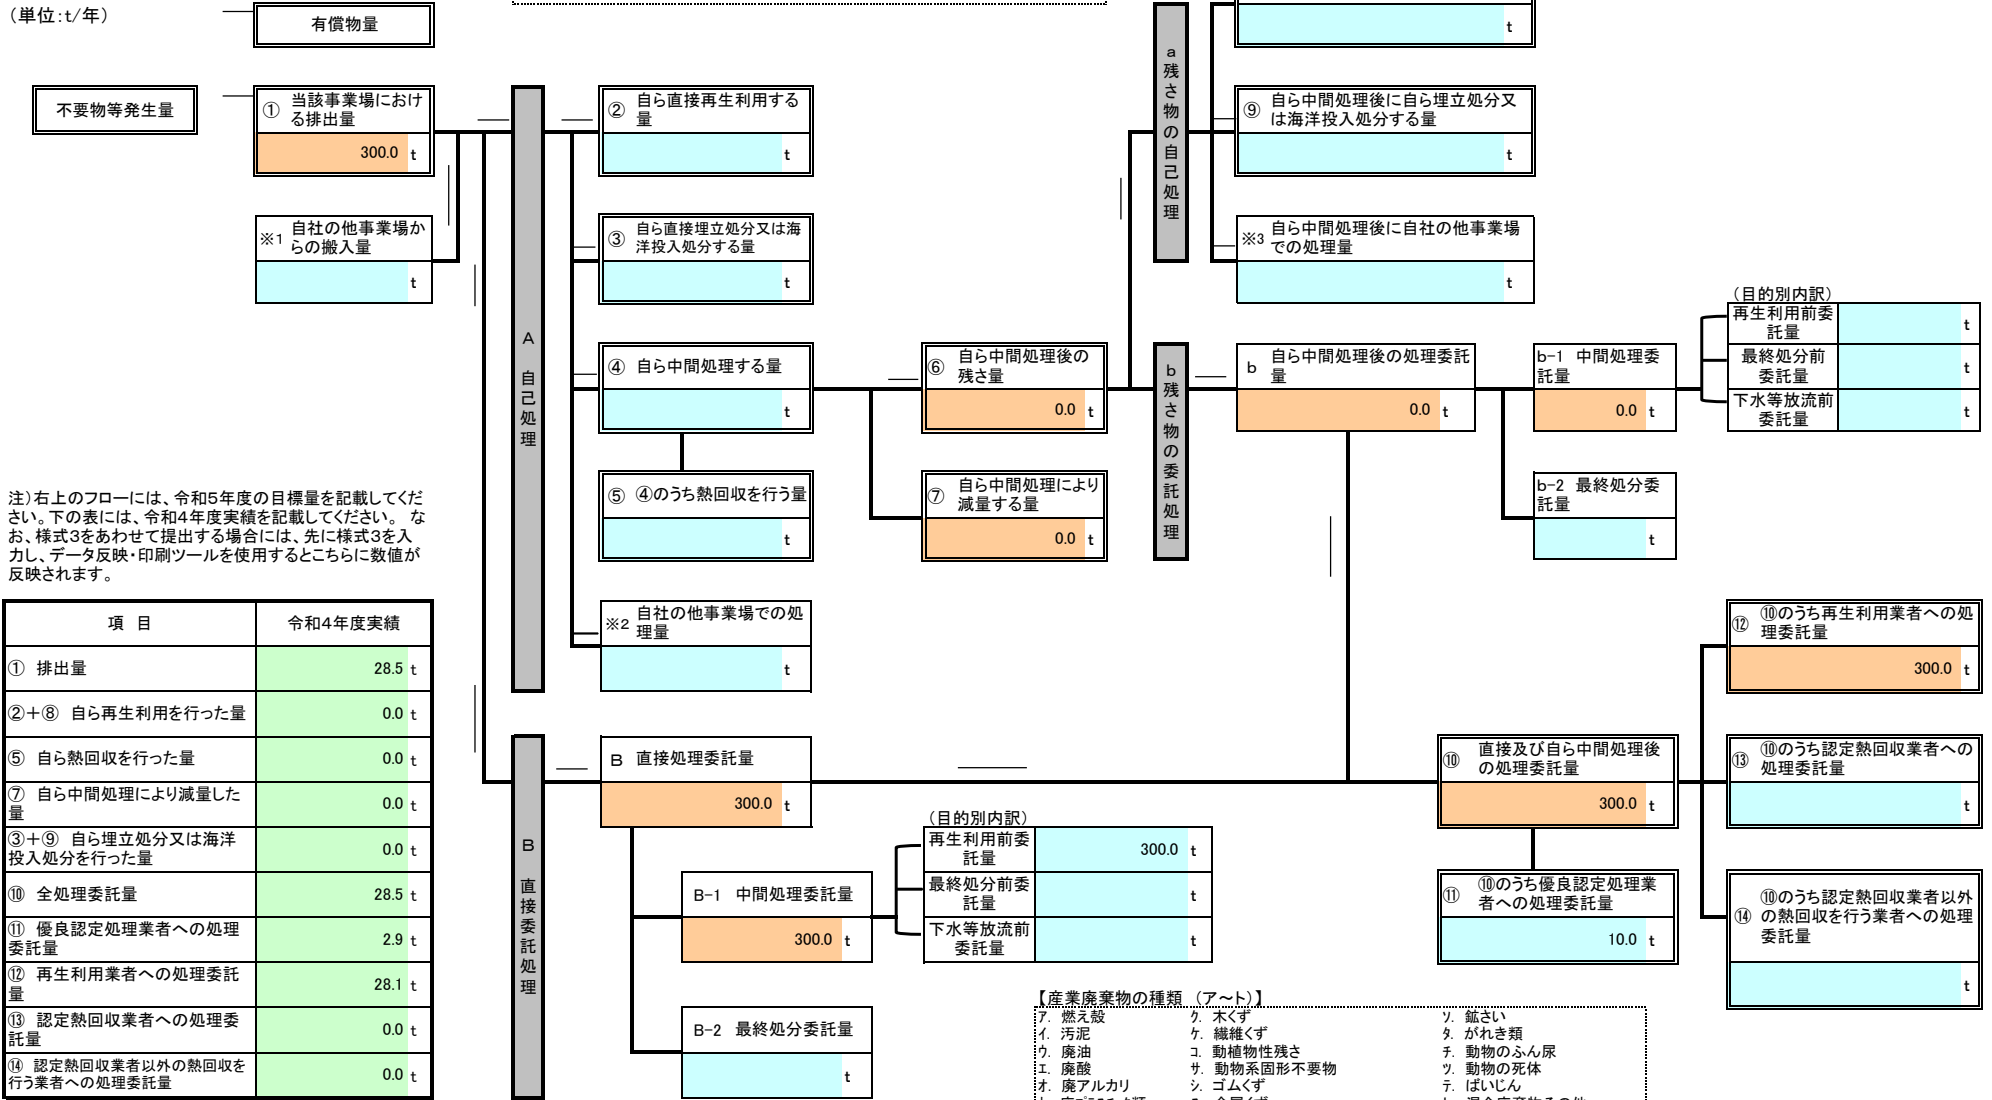 (単位:t/年)
有償物量
不要物等発生量
① 当該事業場におけ
る排出量
300.0 t
※1 自社の他事業場か
らの搬入量
t
A 自己処理
② 自ら直接再生利用する
量
t
③ 自ら直接埋立処分又は海
洋投入処分する量
t
④ 自ら中間処理する量
t
⑤ ④のうち熱回収を行う量
t
※2 自社の他事業場での処
理量
t
⑥ 自ら中間処理後の
残さ量
0.0 t
⑦ 自ら中間処理により
減量する量
0.0 t
a 残さ物の自己処理
t
⑨ 自ら中間処理後に自ら埋立処分又
は海洋投入処分する量
t
※3 自ら中間処理後に自社の他事業場
での処理量
t
b 残さ物の委託処理
b 自ら中間処理後の処理委託
量
0.0 t
b-1 中間処理委
託量
0.0 t
(目的別内訳)
再生利用前委
託量
t
最終処分前
委託量
t
下水等放流前
委託量
t
b-2 最終処分委
託量
t
注)右上のフローには、令和5年度の目標量を記載してくだ
さい。下の表には、令和4年度実績を記載してください。 な
お、様式3をあわせて提出する場合には、先に様式3を入
力し、データ反映・印刷ツールを使用するとこちらに数値が
反映されます。
項 目 令和4年度実績
① 排出量 28.5 t
②+⑧ 自ら再生利用を行った量 0.0 t
⑤ 自ら熱回収を行った量 0.0 t
⑦ 自ら中間処理により減量した
量 0.0 t
③+⑨ 自ら埋立処分又は海洋
投入処分を行った量 0.0 t
⑩ 全処理委託量 28.5 t
⑪ 優良認定処理業者への処理
委託量 2.9 t
⑫ 再生利用業者への処理委託
量 28.1 t
⑬ 認定熱回収業者への処理委
託量 0.0 t
⑭ 認定熱回収業者以外の熱回収を
行う業者への処理委託量 0.0 t
B 直接委託処理
B 直接処理委託量
300.0 t
B-1 中間処理委託量
300.0 t
(目的別内訳)
再生利用前委
託量
300.0 t
最終処分前委
託量
t
下水等放流前
委託量
t
B-2 最終処分委託量
t
⑩ 直接及び自ら中間処理後
の処理委託量
300.0 t
⑪ ⑩のうち優良認定処理業
者への処理委託量
10.0 t
⑫ ⑩のうち再生利用業者への処
理委託量
300.0 t
⑬ ⑩のうち認定熱回収業者への
処理委託量
t
⑭ ⑩のうち認定熱回収業者以外
の熱回収を行う業者への処理
委託量
t
【産業廃棄物の種類 (ア~ト)】
ア. 燃え殻 ク. 木くず ソ. 鉱さい
イ. 汚泥 ケ. 繊維くず タ. がれき類
ウ. 廃油 コ. 動植物性残さ チ. 動物のふん尿
エ. 廃酸 サ. 動物系固形不要物 ツ. 動物の死体
オ. 廃アルカリ シ. ゴムくず テ. ばいじん